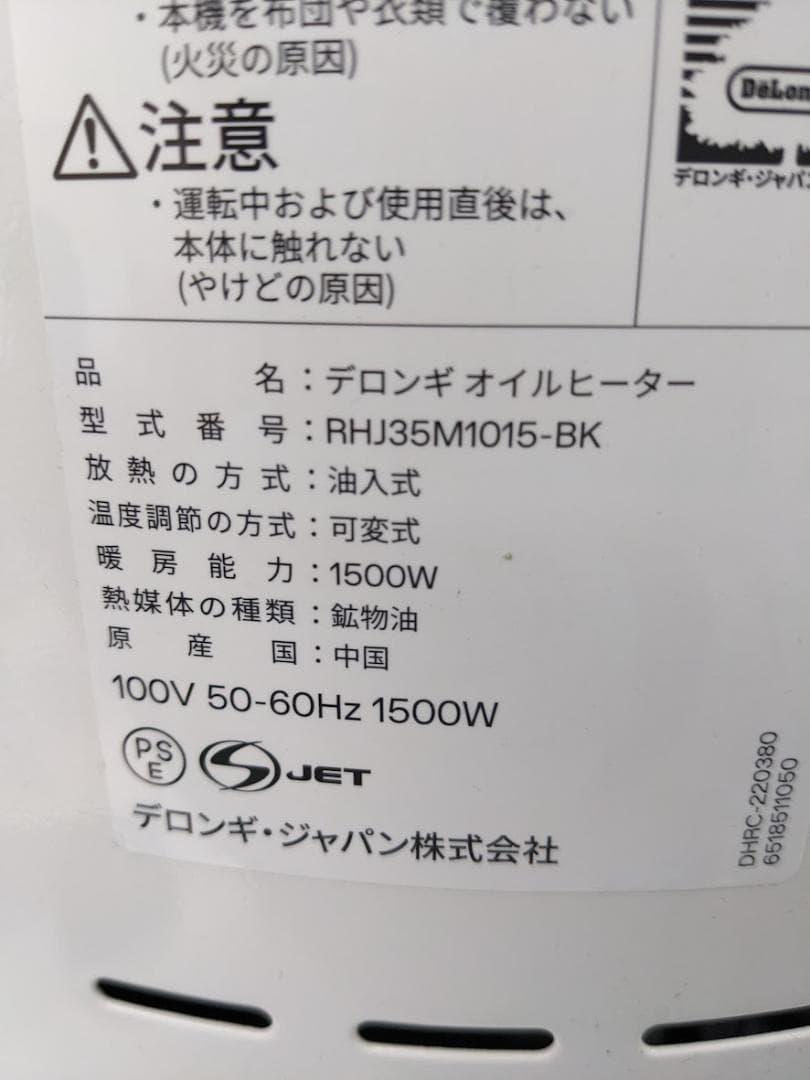 ・本機を布団や衣類で覆わない
(火災の原因)
注意
・運転中および使用直後は、
本体に触れない
(やけどの原因)
DeLon
デロンギ・ジャパン
品名：デロンギ オイルヒーター
型式番号：RHJ35M1015-BK
放熱の方式：油入式
温度調節の方式：可変式
暖房能力：1500W
熱媒体の種類：鉱物油
原産国：中国
100V 50-60Hz 1500W
PSE JET
デロンギ・ジャパン株式会社
DHRC-220380
6518511050